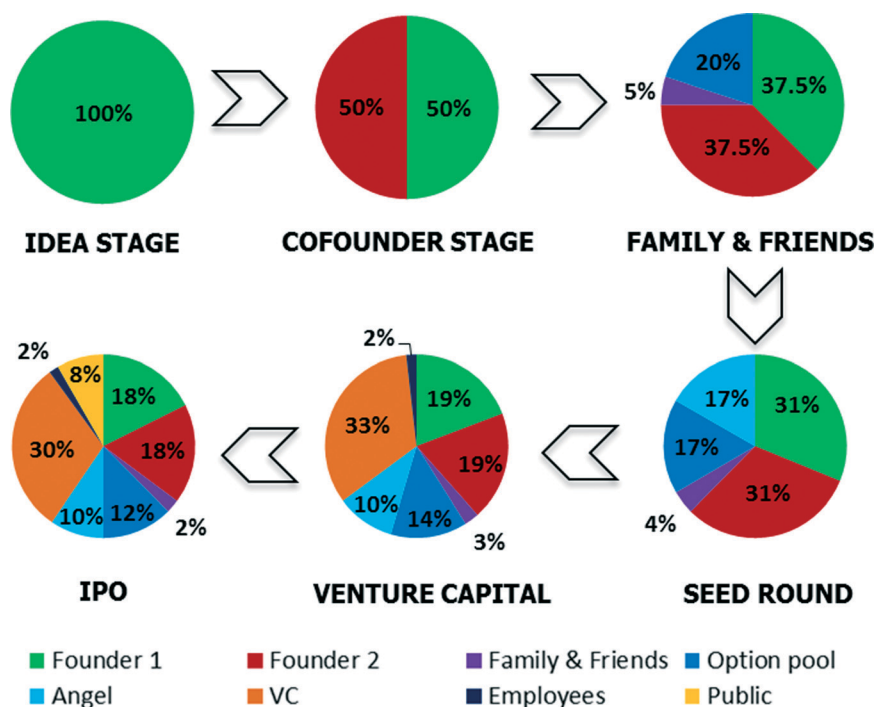 100%
50%
50%
20%
5%
37.5%
37.5%
IDEA STAGE
COFOUNDER STAGE
FAMILY & FRIENDS
2%
8%
18%
30%
18%
10%
12%
2%
2%
19%
33%
19%
10%
14%
3%
17%
31%
17%
31%
4%
IPO
VENTURE CAPITAL
SEED ROUND
Founder 1
Founder 2
Family & Friends
Option pool
Angel
VC
Employees
Public